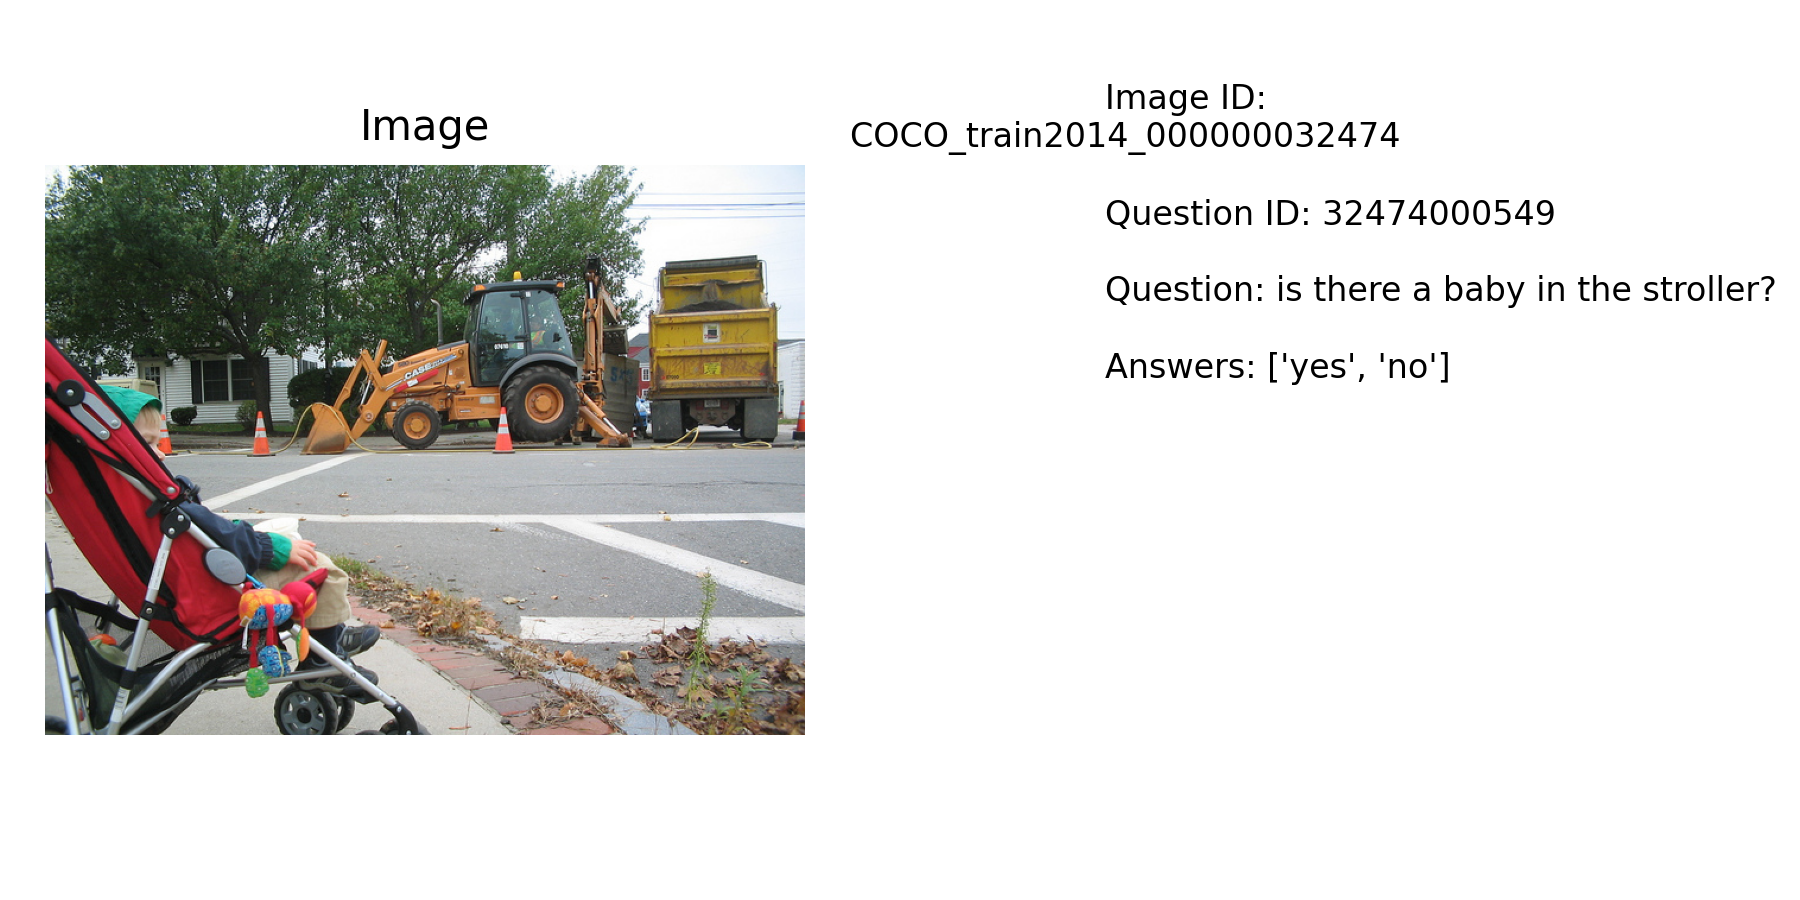 Image
Image ID:
COCO_train2014_000000032474
Question ID: 32474000549
Question: is there a baby in the stroller?
Answers: ['yes', 'no']
CASE